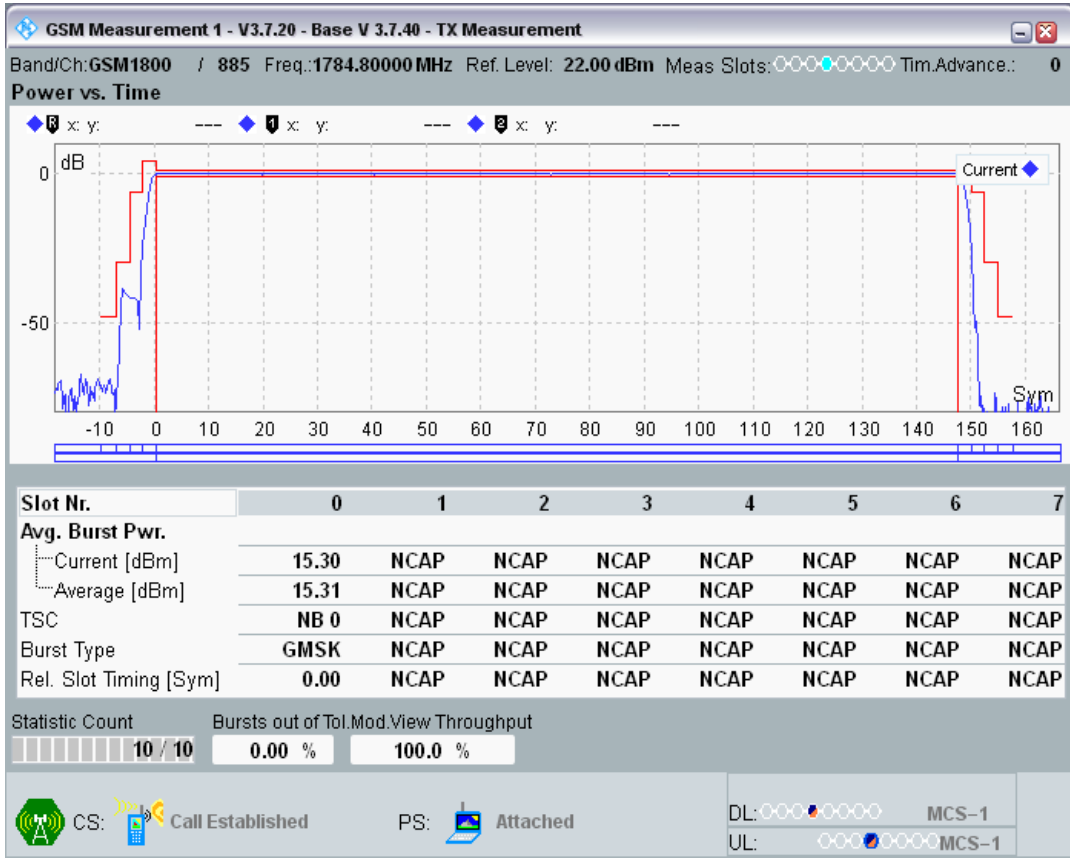 GSM Measurement 1 - V3.7.20 - Base V 3.7.40 - TX Measurement
Band/Ch:GSM1800 / 885 Freq.:1784.80000 MHz Ref. Level: 22.00 dBm Meas Slots: Tim.Advance.: 0
Power vs. Time
R x: y: --- 1 x: y: --- 2 x: y: ---
dB
Current
0
-50
Sym
-10 0 10 20 30 40 50 60 70 80 90 100 110 120 130 140 150 160
Slot Nr. 0 1 2 3 4 5 6 7
Avg. Burst Pwr.
Current [dBm] 15.30 NCAP NCAP NCAP NCAP NCAP NCAP NCAP
Average [dBm] 15.31 NCAP NCAP NCAP NCAP NCAP NCAP NCAP
TSC NB 0 NCAP NCAP NCAP NCAP NCAP NCAP NCAP
Burst Type GMSK NCAP NCAP NCAP NCAP NCAP NCAP NCAP
Rel. Slot Timing [Sym] 0.00 NCAP NCAP NCAP NCAP NCAP NCAP NCAP
Statistic Count Bursts out of Tol.Mod.View Throughput
10 / 10 0.00 % 100.0 %
CS: Call Established PS: Attached
DL: MCS-1
UL: MCS-1